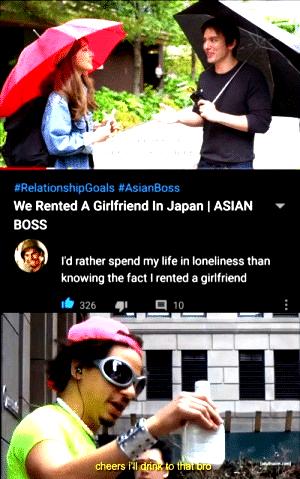 #RelationshipGoals #AsianBoss
We Rented A Girlfriend In Japan | ASIAN
BOSS
I'd rather spend my life in loneliness than
knowing the fact I rented a girlfriend
326
10
cheers i'll drink to that bro